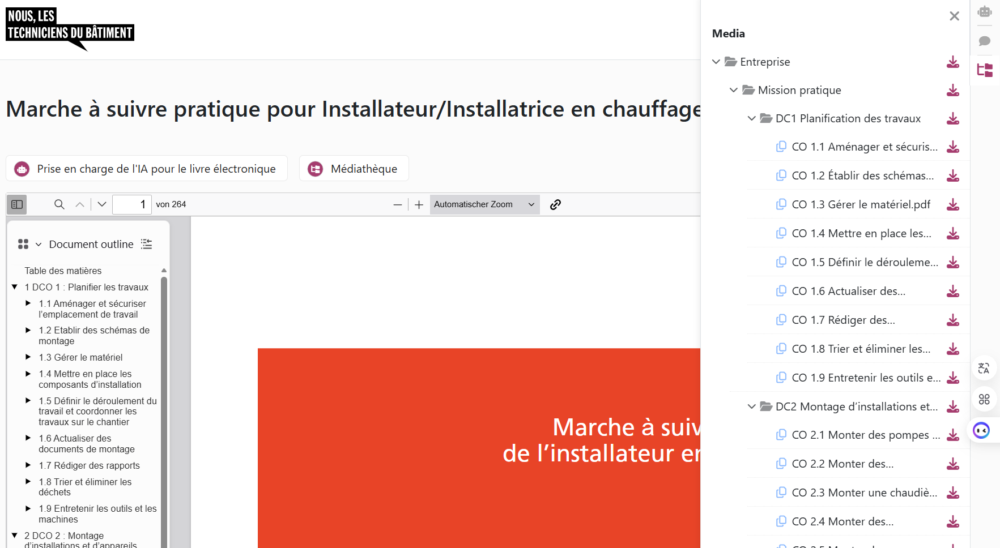 NOUS, LES
TECHNICIENS DU BÂTIMENT
Marche à suivre pratique pour Installateur/Installatrice en chauffage
Prise en charge de l'IA pour le livre électronique
Médiathèque
1 von 264
Automatischer Zoom
Document outline
Table des matières
1 DCO 1 : Planifier les travaux
1.1 Aménager et sécuriser
l’emplacement de travail
1.2 Etablir des schémas de
montage
1.3 Gérer le matériel
1.4 Mettre en place les
composants d’installation
1.5 Définir le déroulement du
travail et coordonner les
travaux sur le chantier
1.6 Actualiser des
documents de montage
1.7 Rédiger des rapports
1.8 Trier et éliminer les
déchets
1.9 Entretenir les outils et les
machines
2 DCO 2 : Montage
d’installations et d’appareils
Marche à suiv
de l’installateur en
Media
Entreprise
Mission pratique
DC1 Planification des travaux
CO 1.1 Aménager et sécuris...
CO 1.2 Établir des schémas...
CO 1.3 Gérer le matériel.pdf
CO 1.4 Mettre en place les...
CO 1.5 Définir le dérouleme...
CO 1.6 Actualiser des...
CO 1.7 Rédiger des...
CO 1.8 Trier et éliminer les...
CO 1.9 Entretenir les outils e...
DC2 Montage d’installations et...
CO 2.1 Monter des pompes ...
CO 2.2 Monter des...
CO 2.3 Monter une chaudiè...
CO 2.4 Monter des...